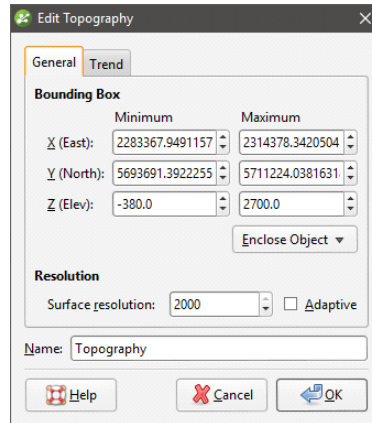 Edit Topography
General Trend
Bounding Box
Minimum Maximum
X (East): 2283367.9491157 2314378.3420504
Y (North): 5693691.3922255 5711224.0381631
Z (Elev): -380.0 2700.0
Enclose Object
Resolution
Surface resolution: 2000 Adaptive
Name: Topography
Help Cancel OK